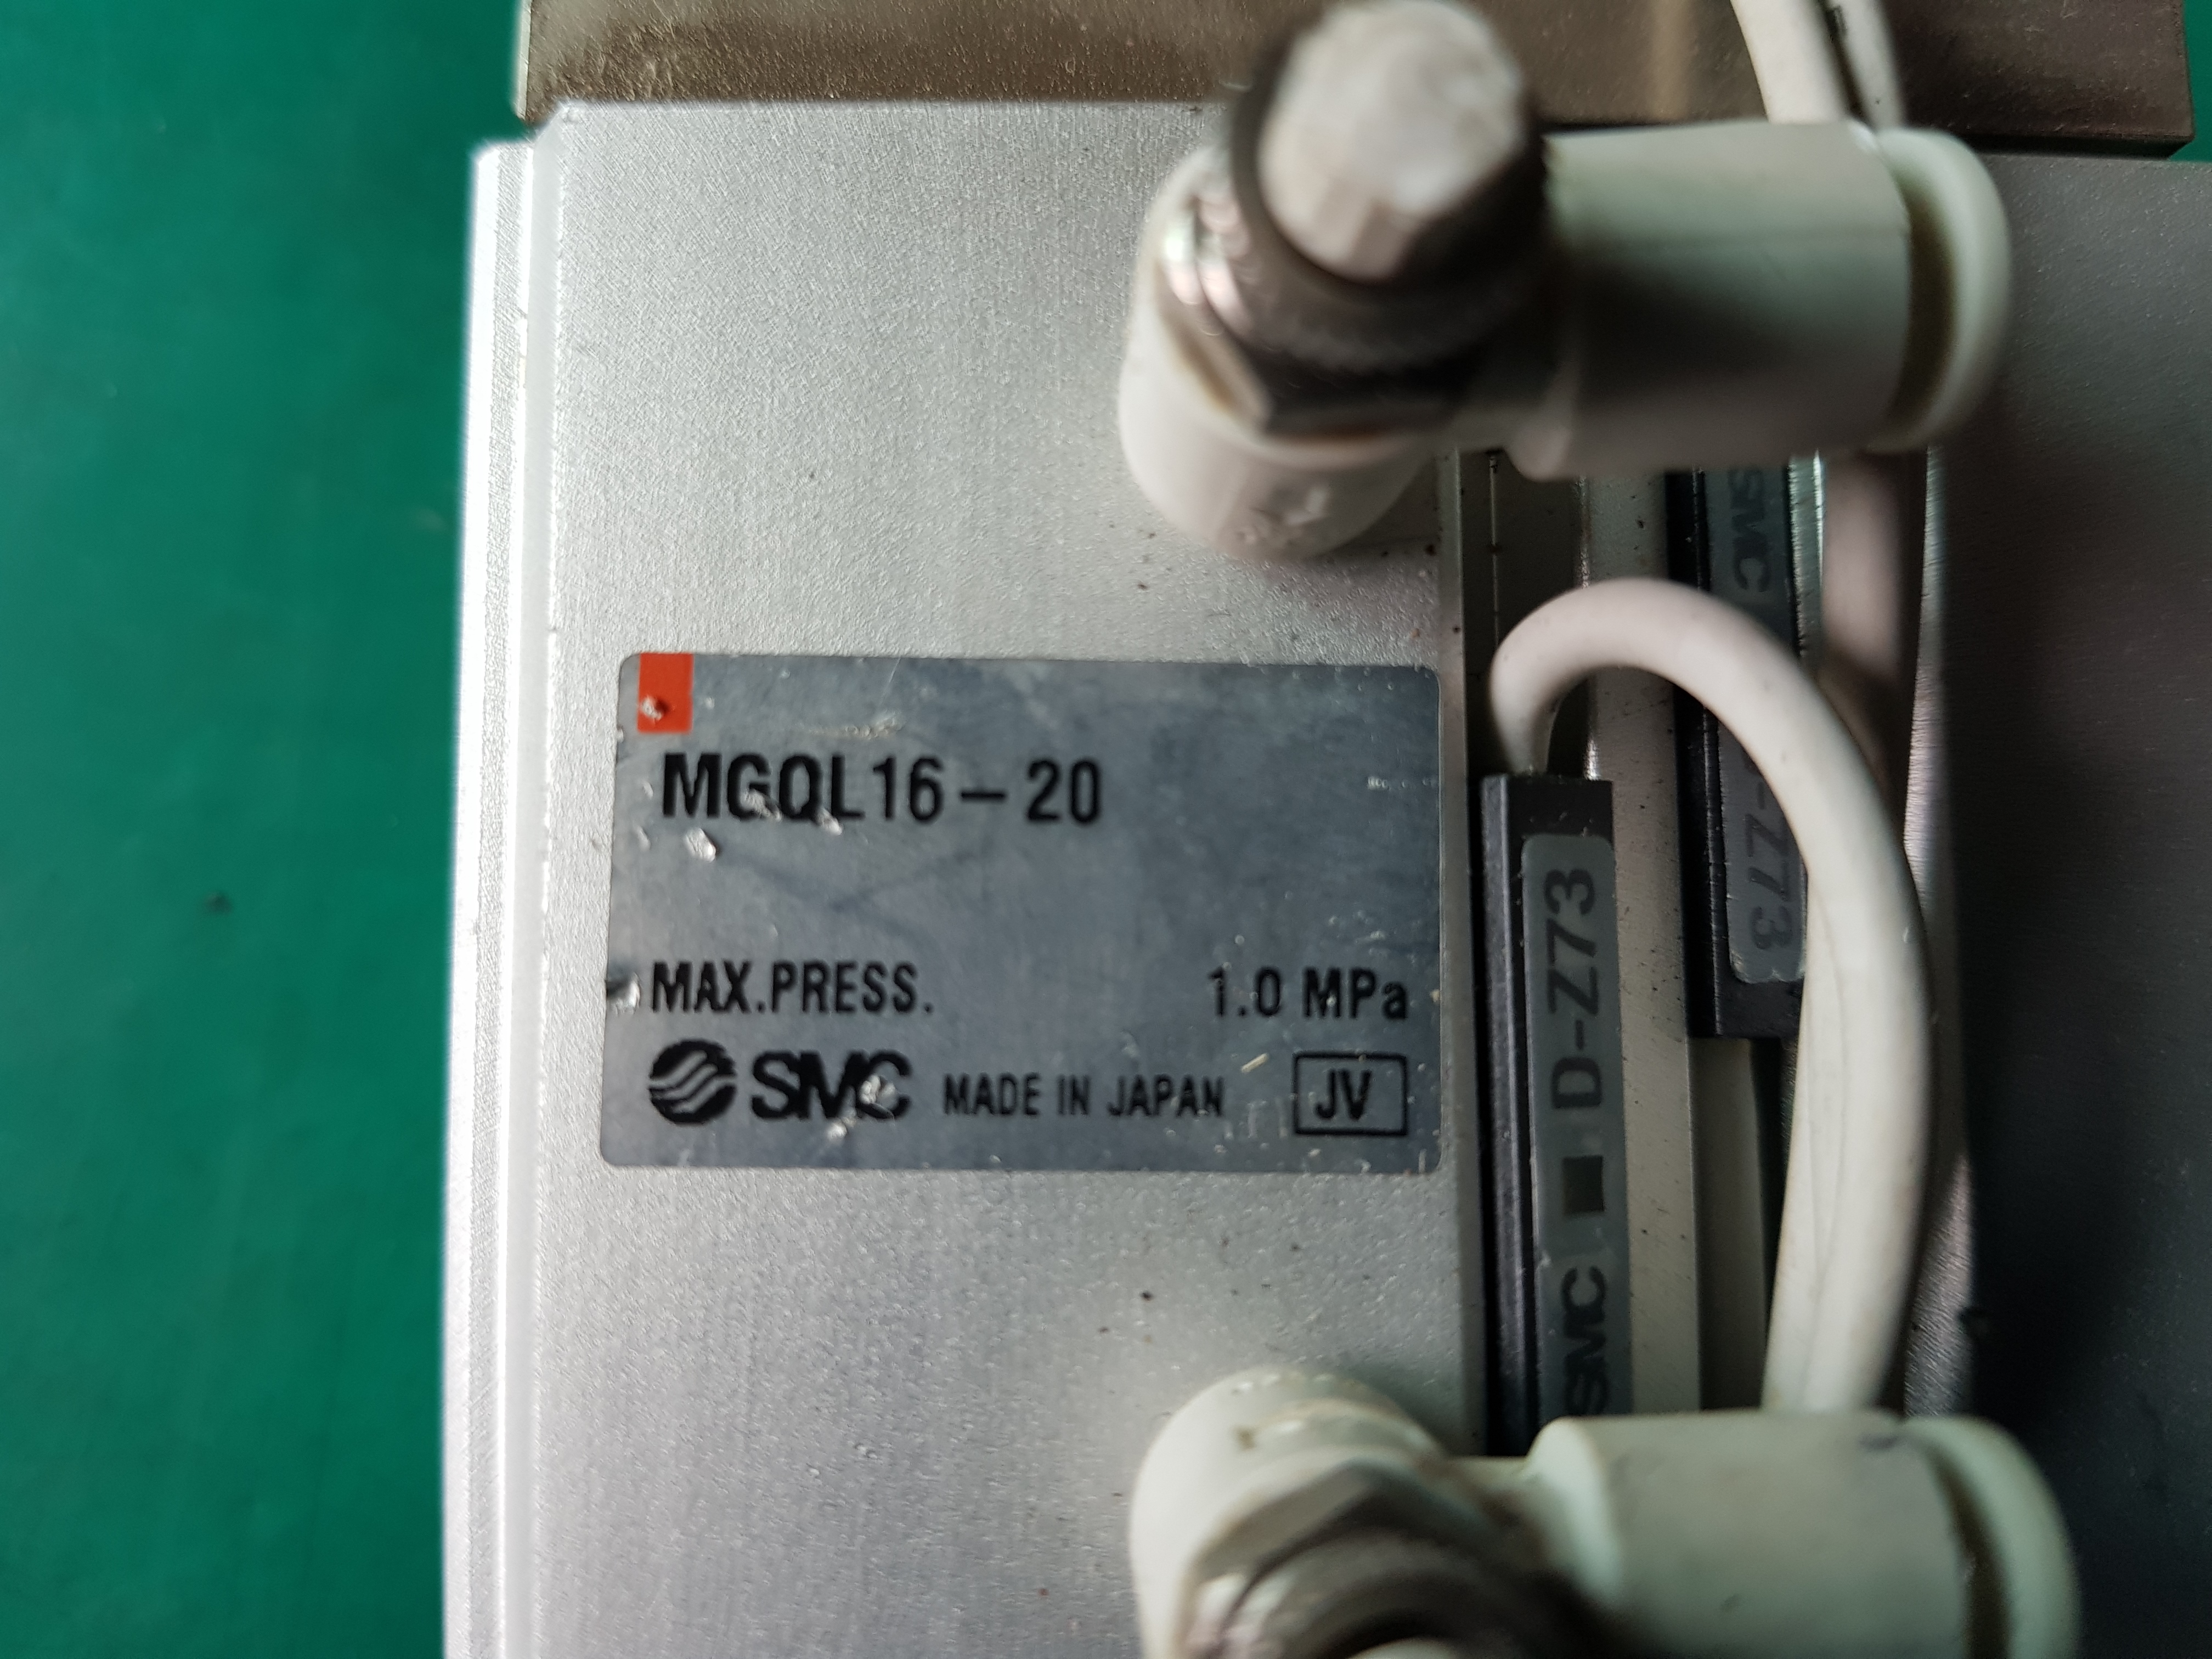 MGQL16-20
MAX.PRESS. 1.0 MPa
SMC MADE IN JAPAN JV
SMC D-Z73
SMC -Z73